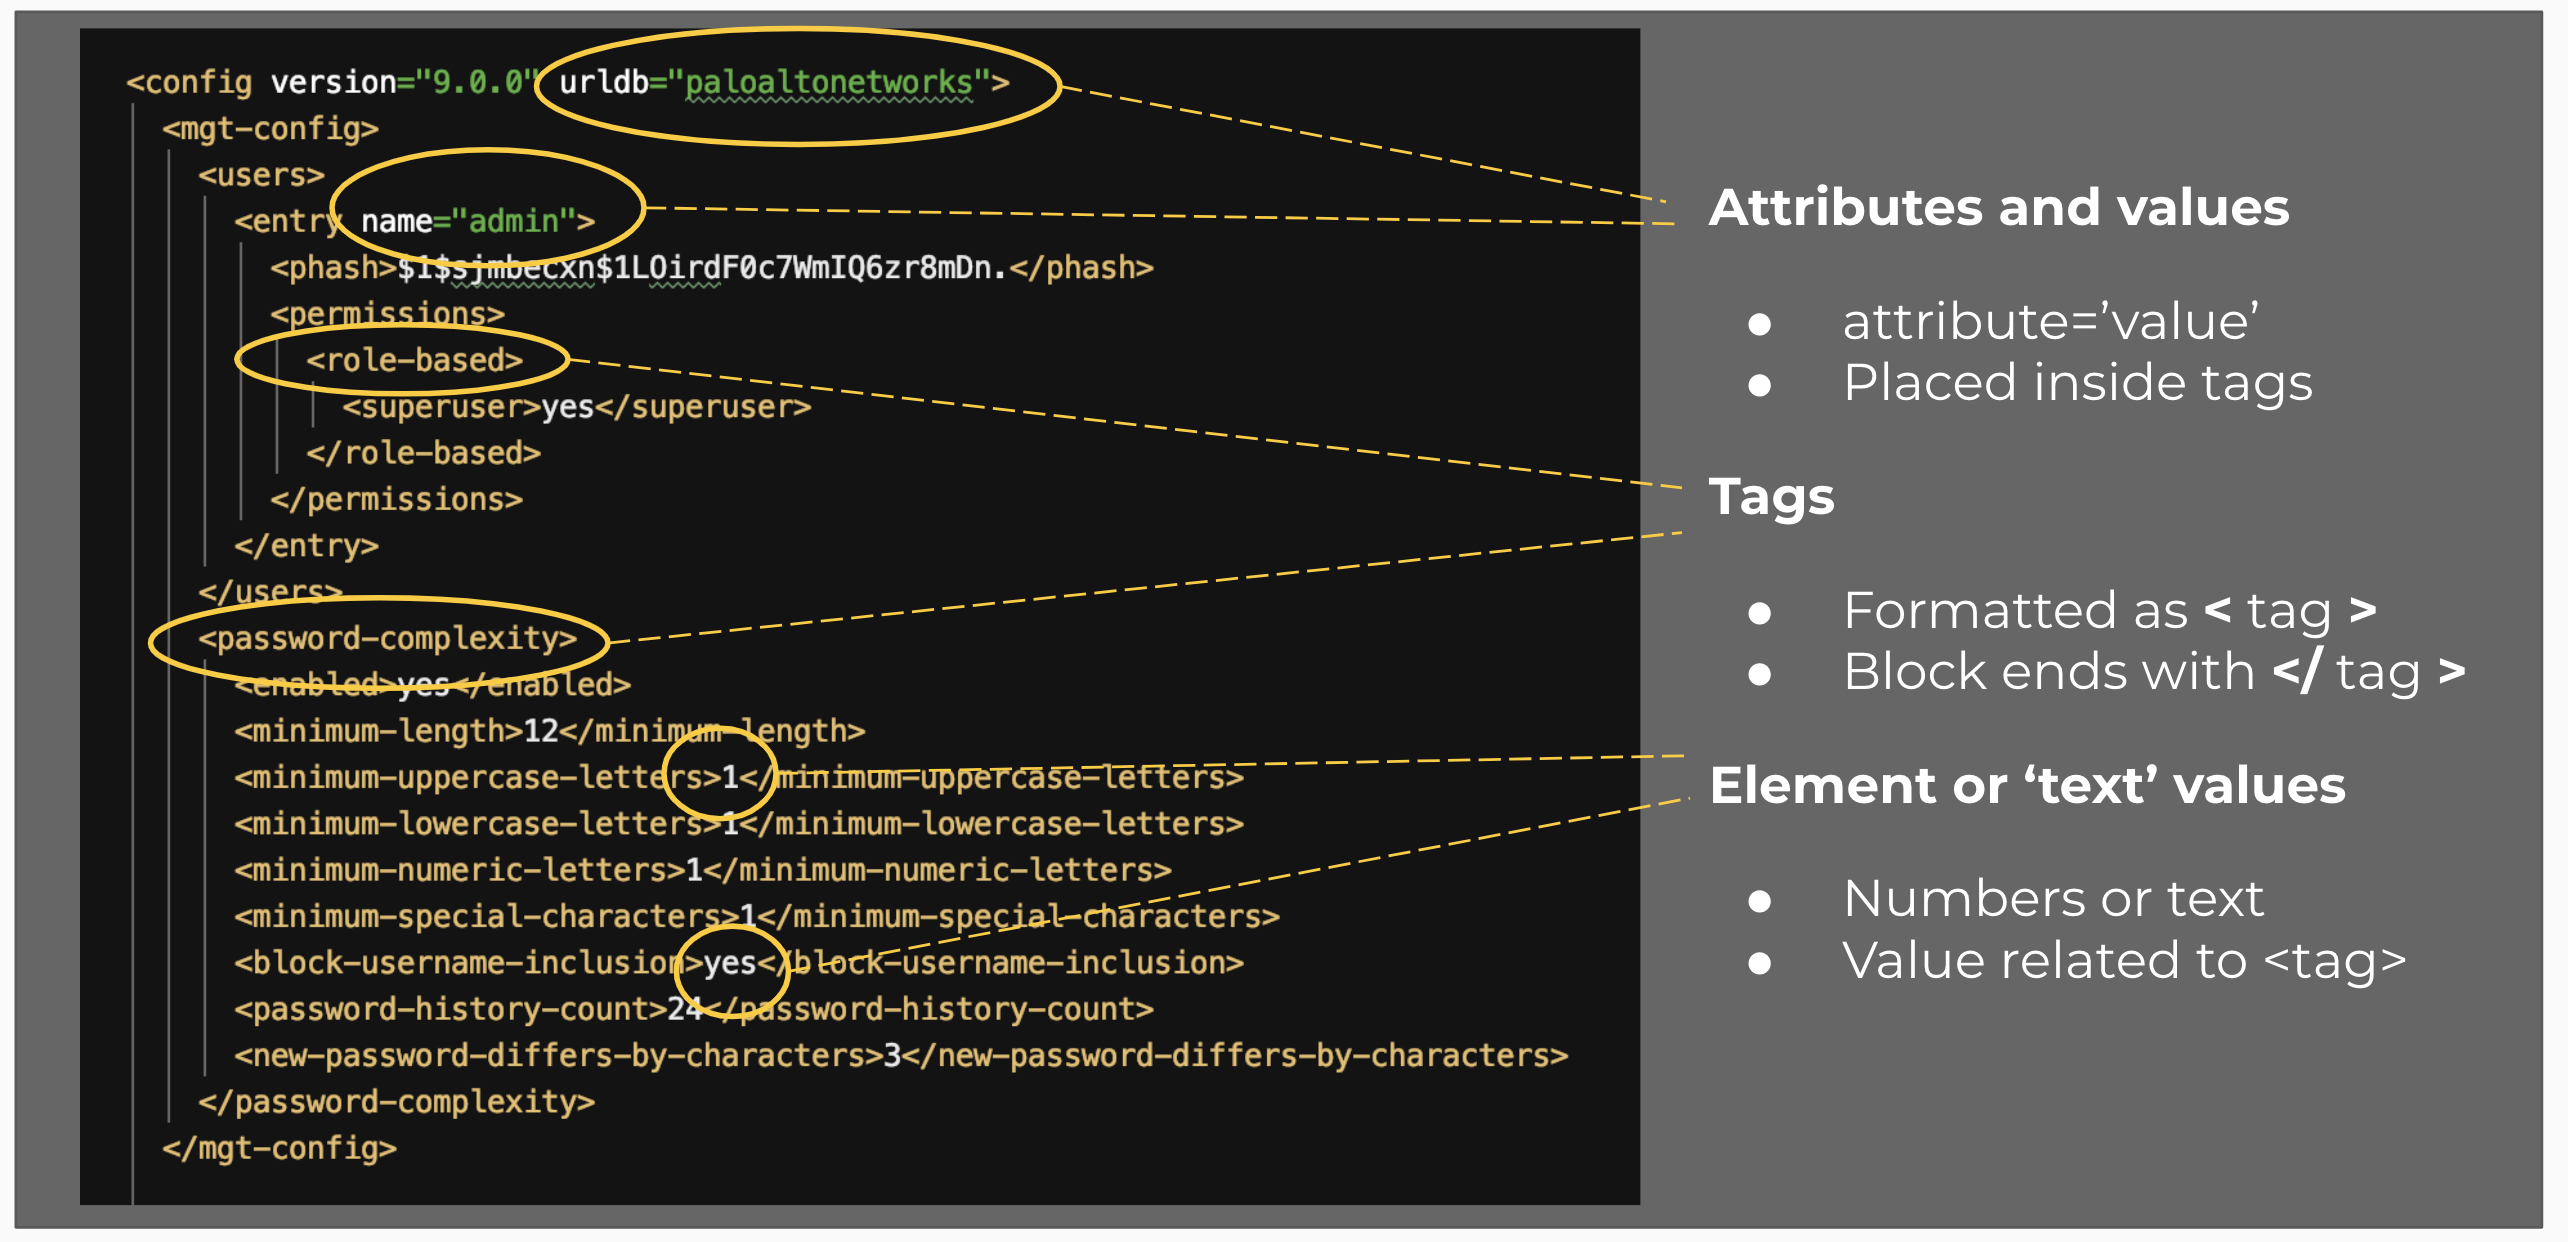 <config version="9.0.0" urldb="paloaltonetworks">
<mgt-config>
<users>
<entry name="admin">
<phash>$1$sjmbecxn$1LOirdF0c7WmIQ6zr8mDn.</phash>
<permissions>
<role-based>
<superuser>yes</superuser>
</role-based>
</permissions>
</entry>
</users>
<password-complexity>
<enabled>yes</enabled>
<minimum-length>12</minimum-length>
<minimum-uppercase-letters>1</minimum-uppercase-letters>
<minimum-lowercase-letters>1</minimum-lowercase-letters>
<minimum-numeric-letters>1</minimum-numeric-letters>
<minimum-special-characters>1</minimum-special-characters>
<block-username-inclusion>yes</block-username-inclusion>
<password-history-count>24</password-history-count>
<new-password-differs-by-characters>3</new-password-differs-by-characters>
</password-complexity>
</mgt-config>
Attributes and values
● attribute=’value’
● Placed inside tags
Tags
● Formatted as < tag >
● Block ends with </ tag >
Element or ‘text’ values
● Numbers or text
● Value related to <tag>